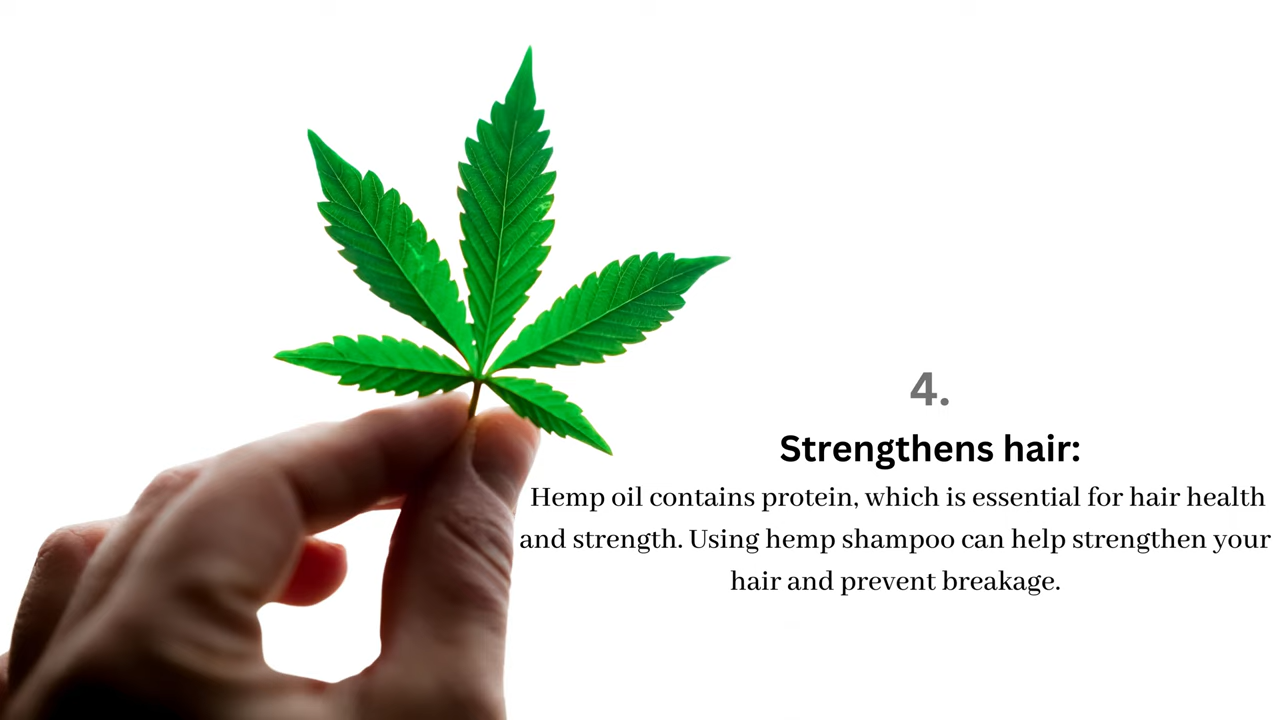 4.
Strengthens hair:
Hemp oil contains protein, which is essential for hair health
and strength. Using hemp shampoo can help strengthen your
hair and prevent breakage.